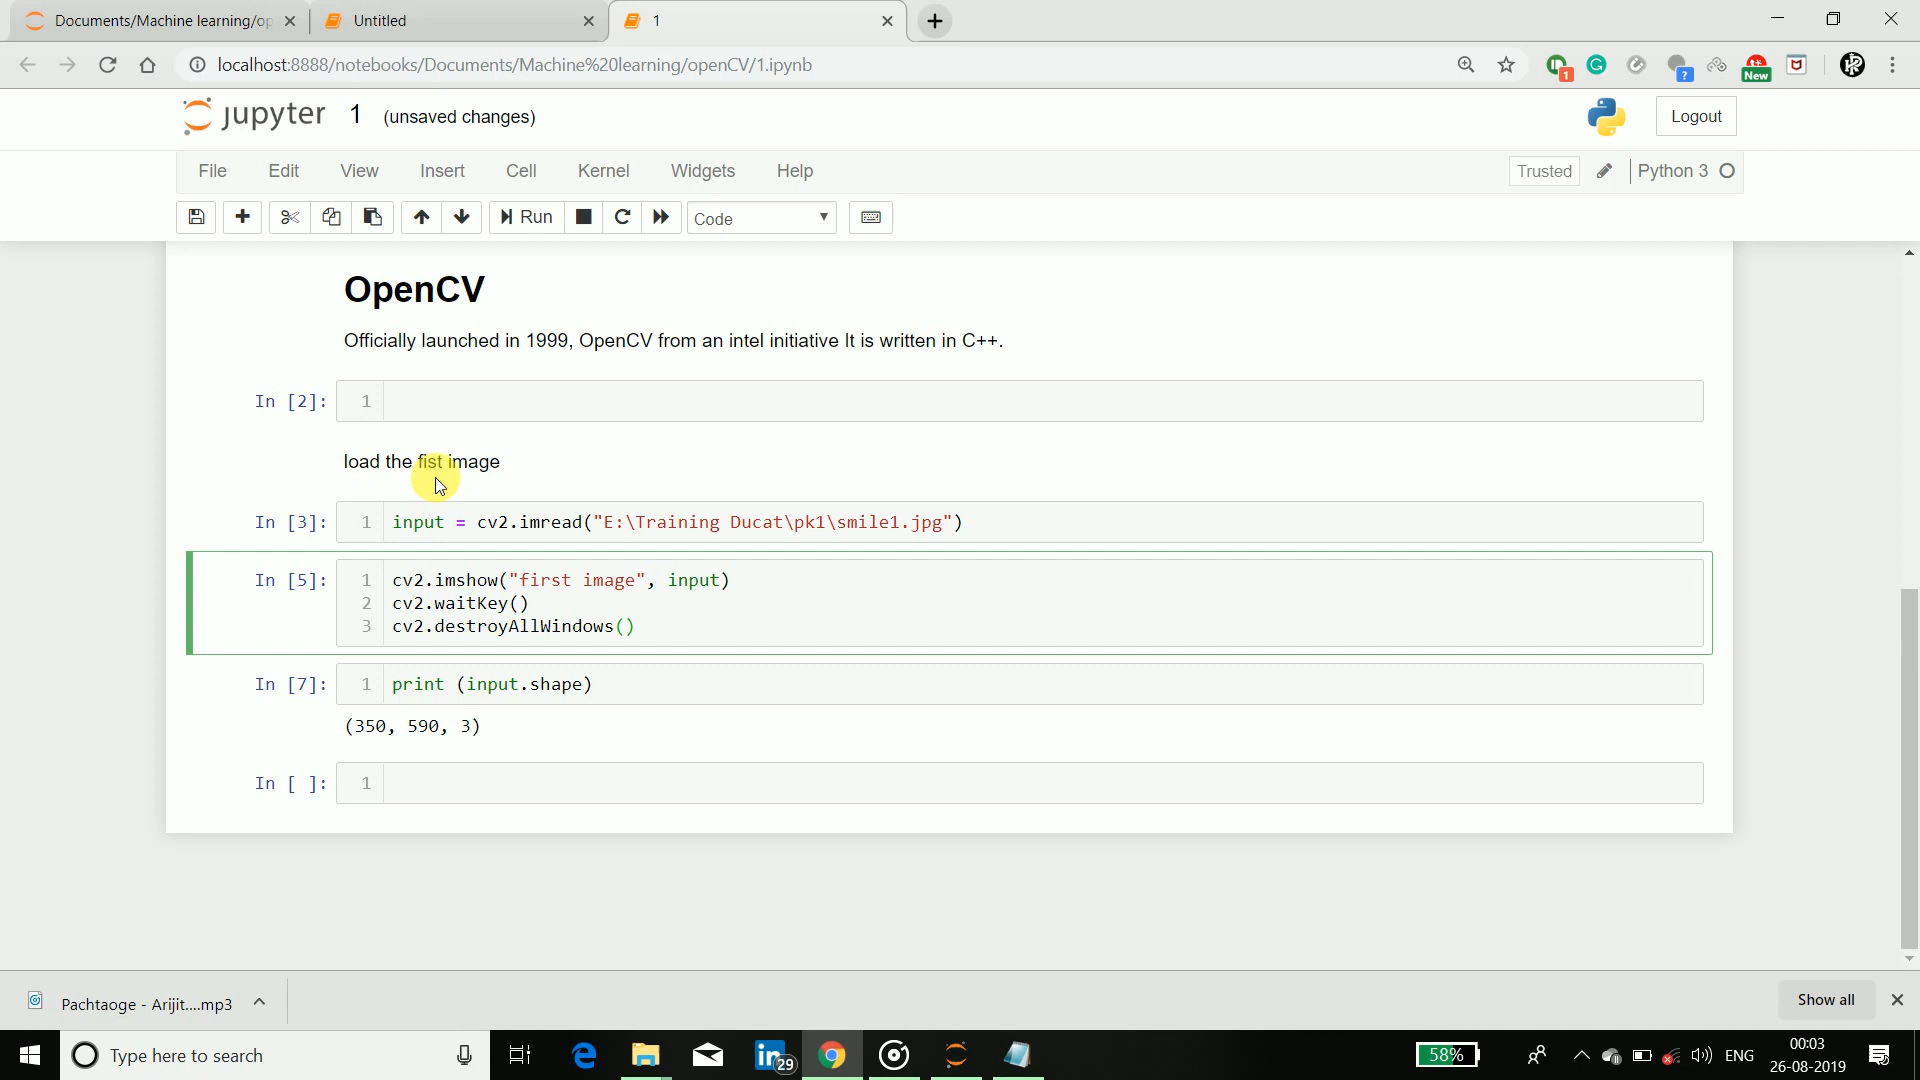 Documents/Machine learning/op
Untitled
1
localhost:8888/notebooks/Documents/Machine%20learning/openCV/1.ipynb
1
?
New
jupyter 1 (unsaved changes)
Logout
File Edit View Insert Cell Kernel Widgets Help
Trusted
Python 3
Run
Code
OpenCV
Officially launched in 1999, OpenCV from an intel initiative It is written in C++.
In [2]: 1
load the fist image
In [3]: 1 input = cv2.imread("E:\Training Ducat\pk1\smile1.jpg")
In [5]: 1 cv2.imshow("first image", input)
2 cv2.waitKey()
3 cv2.destroyAllWindows()
In [7]: 1 print (input.shape)
(350, 590, 3)
In [ ]: 1
Pachtaoge - Arijit....mp3
Show all
Type here to search
29
58%
ENG
00:03
26-08-2019